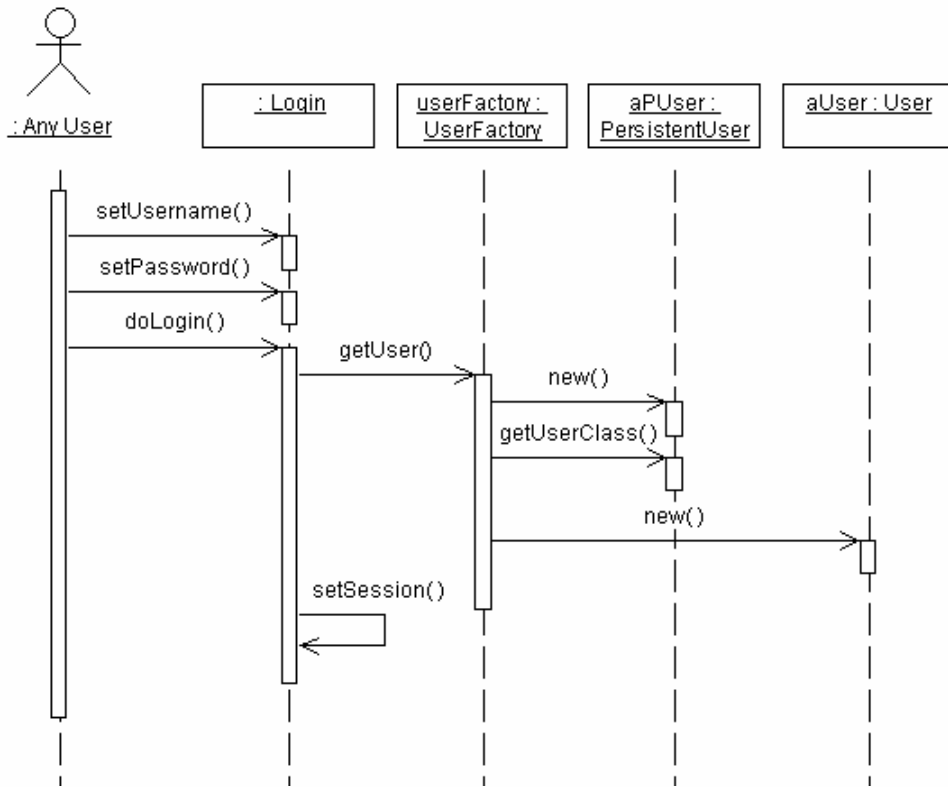 : Any User
: Login
userFactory :
UserFactory
aPUser :
PersistentUser
aUser : User
setUsername()
setPassword()
doLogin()
getUser()
new()
getUserClass()
new()
setSession()